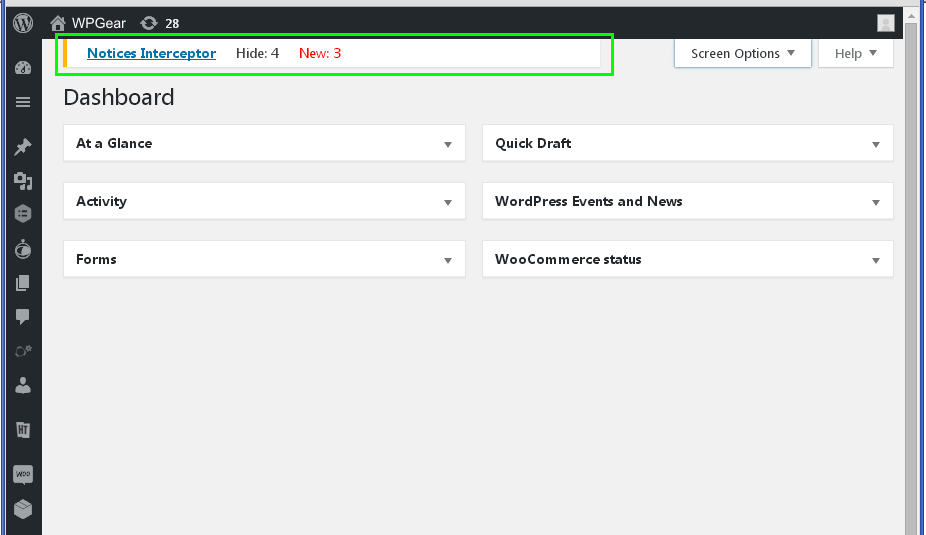 WPGear 28
Notices Interceptor Hide: 4 New: 3
Screen Options Help
Dashboard
At a Glance
Quick Draft
Activity
WordPress Events and News
Forms
WooCommerce status
HT
WOO